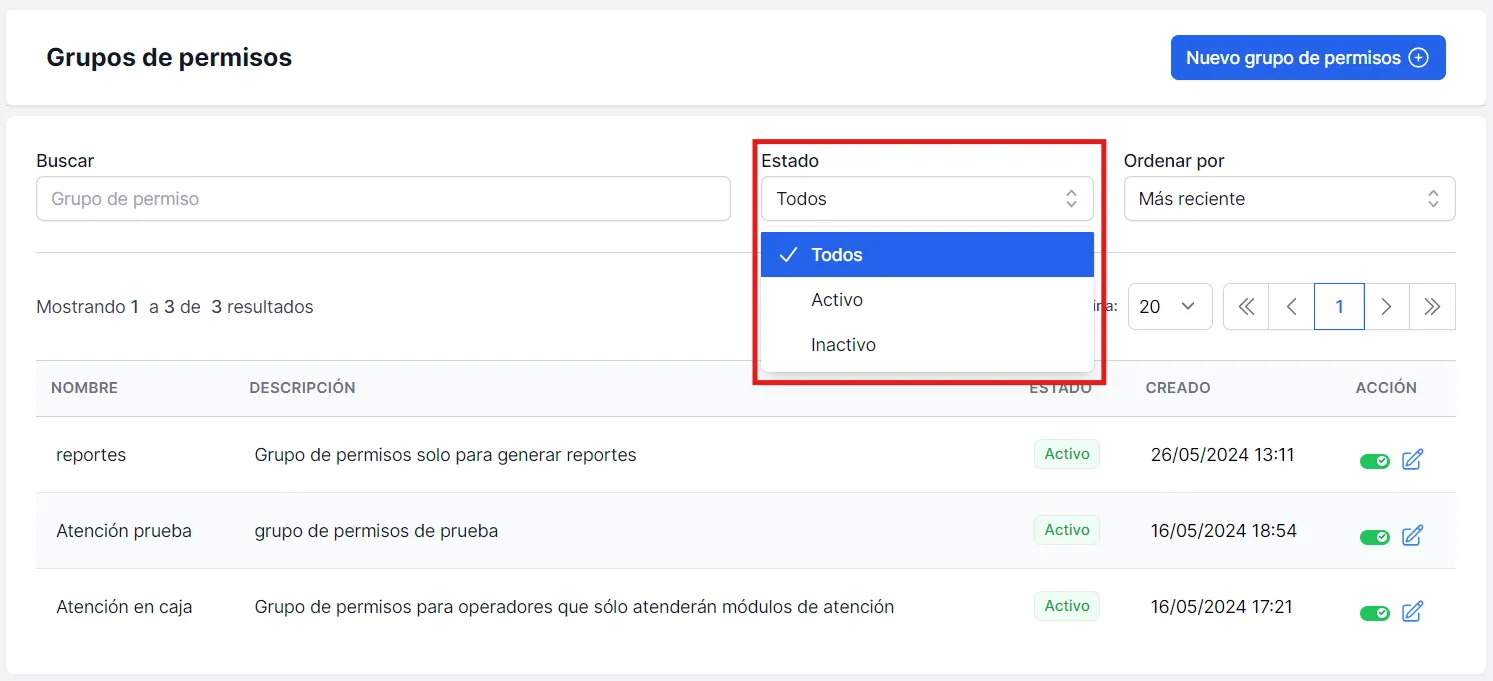 Grupos de permisos
Nuevo grupo de permisos
Buscar
Estado
Ordenar por
Grupo de permiso
Todos
Más reciente
Todos
Activo
Inactivo
Mostrando 1 a 3 de 3 resultados
20
1
NOMBRE DESCRIPCIÓN ESTADO CREADO ACCIÓN
reportes Grupo de permisos solo para generar reportes Activo 26/05/2024 13:11
Atención prueba grupo de permisos de prueba Activo 16/05/2024 18:54
Atención en caja Grupo de permisos para operadores que sólo atenderán módulos de atención Activo 16/05/2024 17:21